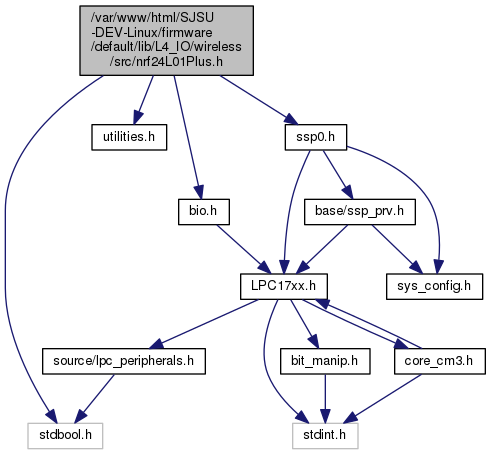 /var/www/html/SJSU
-DEV-Linux/firmware
/default/lib/L4_IO/wireless
/src/nrf24L01Plus.h
utilities.h
ssp0.h
bio.h
base/ssp_prv.h
LPC17xx.h
sys_config.h
source/lpc_peripherals.h
bit_manip.h
core_cm3.h
stdbool.h
stdint.h